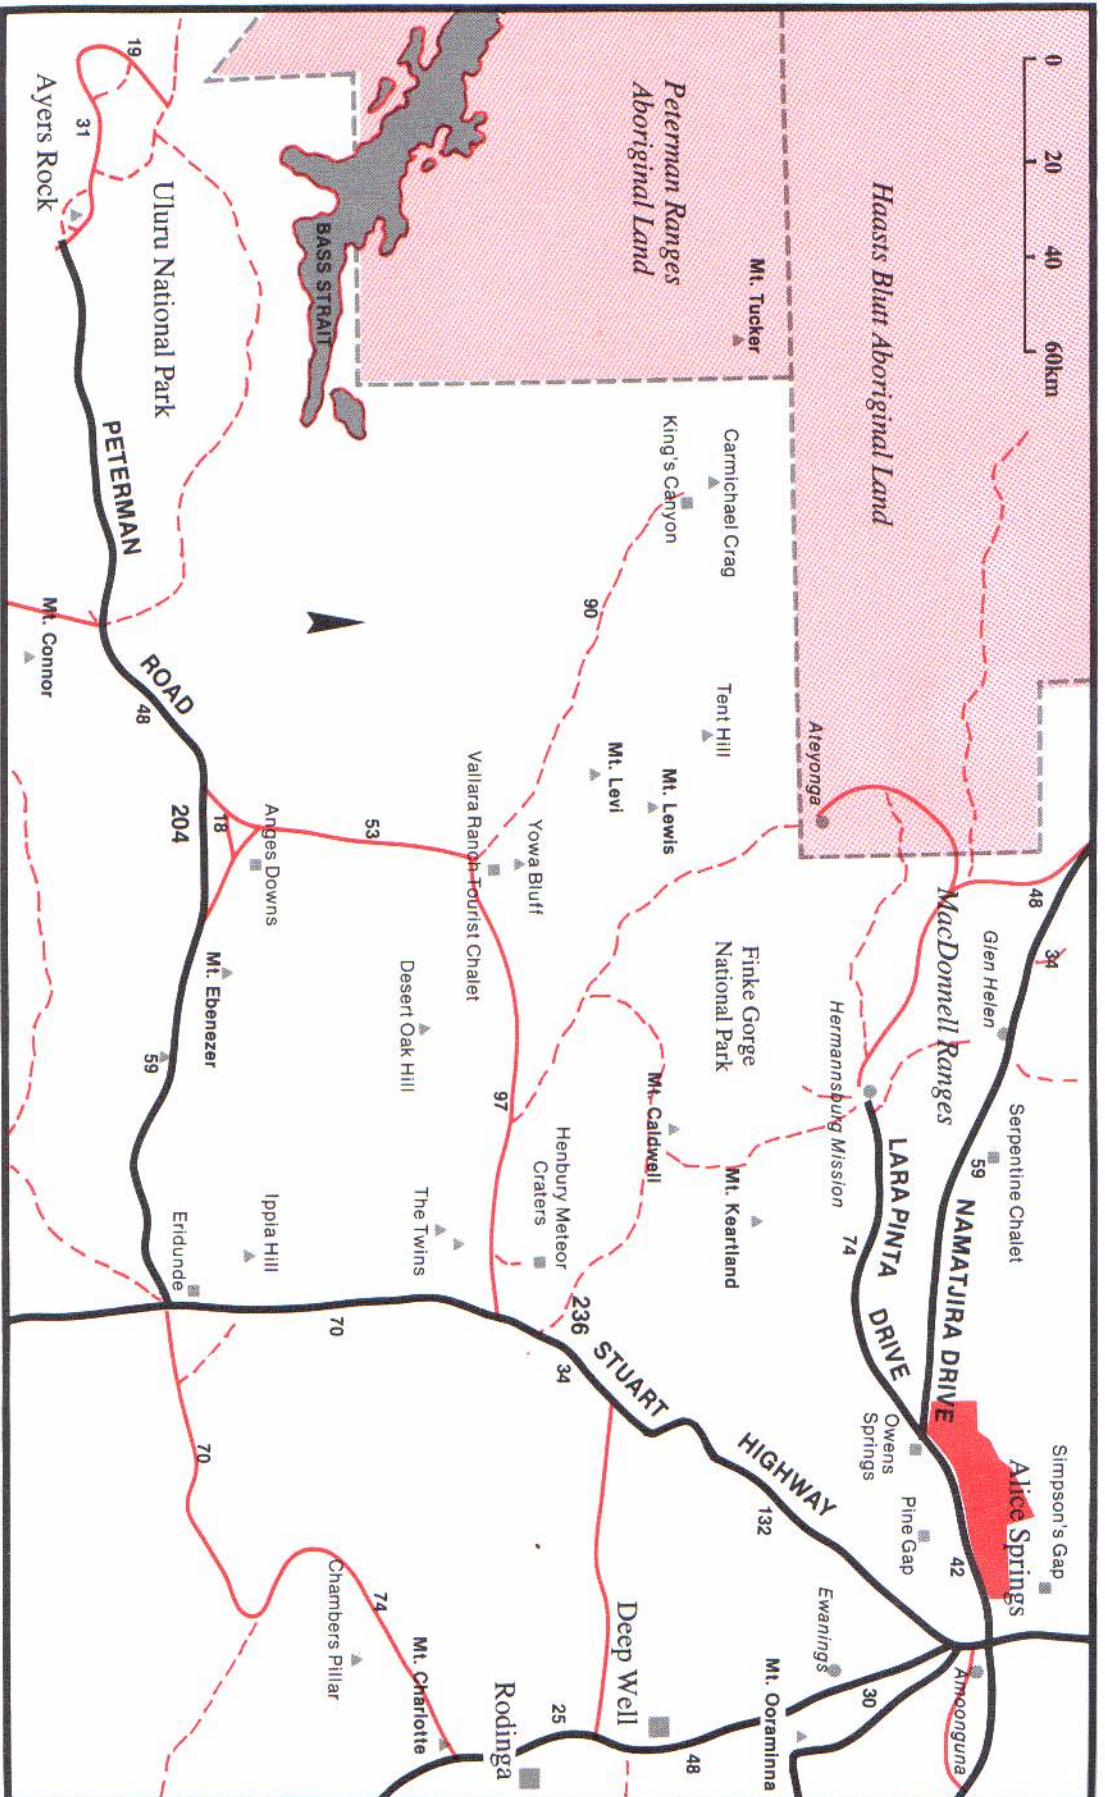 0
20
40
60km
Haasts Blutt Aboriginal Land
Peterman Ranges
Aboriginal Land
Mt. Tucker
Carmichael Crag
King's Canyon
90
Tent Hill
Mt. Levi
Mt. Lewis
Ateyonga
48
34
Glen Helen
MacDonnell Ranges
Serpentine Chalet
59
NAMATJIRA DRIVE
Hermannsburg Mission
LARAPINTA DRIVE
74
Finke Gorge
National Park
Mt. Caldwell
Mt. Keartland
Simpson's Gap
Alice Springs
Owens
Springs
Pine Gap
42
Amoonguna
Ewanings
30
Mt. Ooraminna
48
STUART HIGHWAY
132
236
34
Deep Well
25
Rodinga
BASS STRAIT
Yowa Bluff
Vallara Ranch Tourist Chalet
53
97
Henbury Meteor
Craters
Desert Oak Hill
The Twins
Ippia Hill
Eridunde
70
70
74
Chambers Pillar
Mt. Charlotte
Anges Downs
18
204
Mt. Ebenezer
59
19
31
Ayers Rock
Uluru National Park
PETERMAN ROAD
48
Mt. Connor